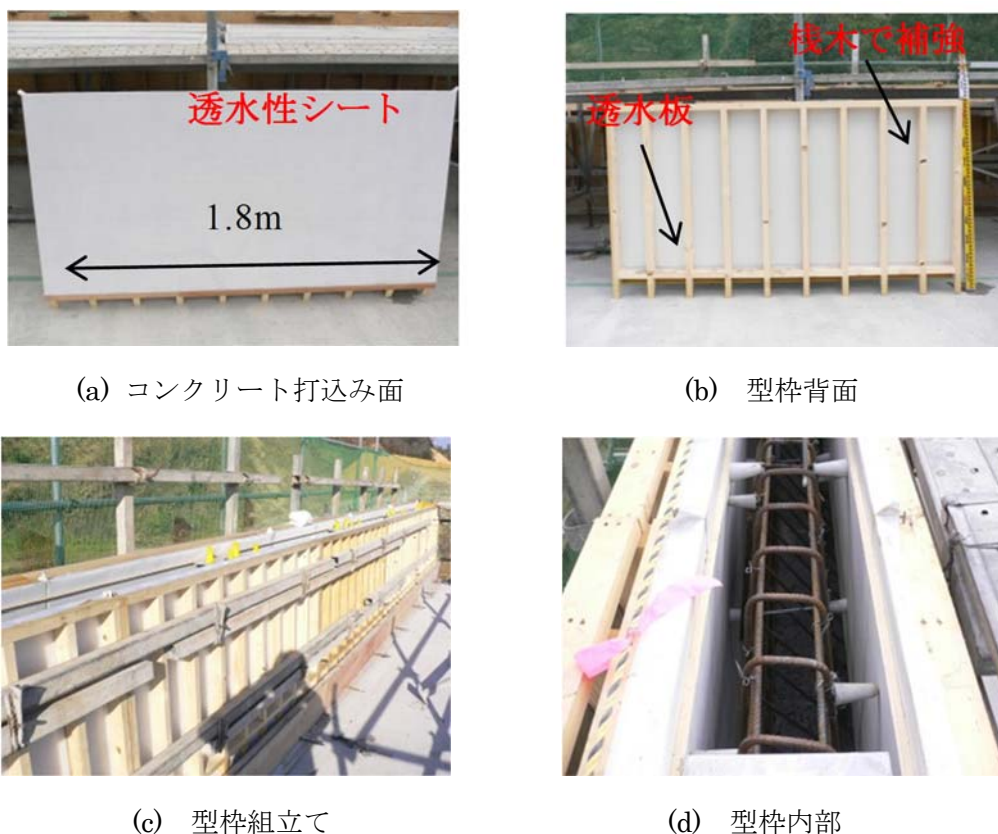 透水性シート
1.8m
桟木で補強
透水板
(a) コンクリート打込み面
(b) 型枠背面
(c) 型枠組立て
(d) 型枠内部